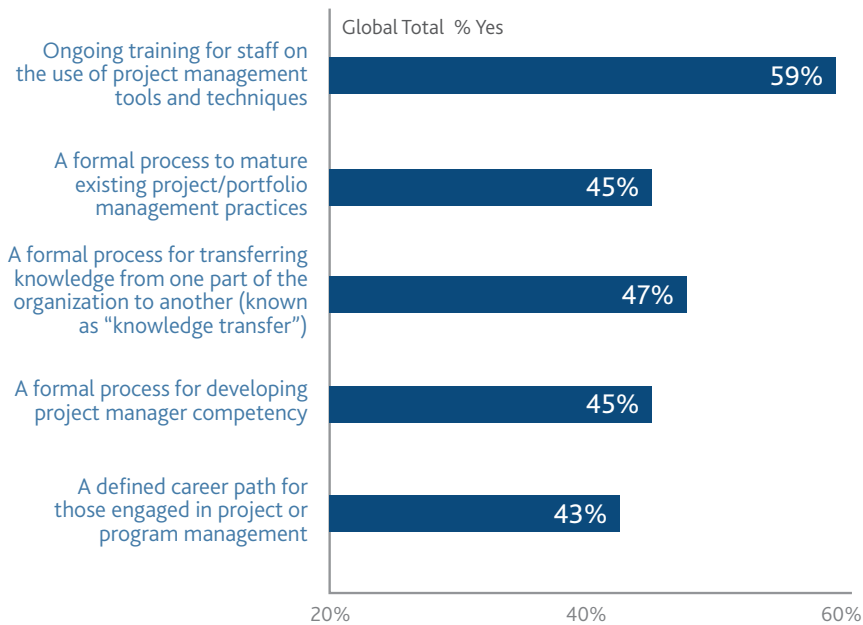 Global Total % Yes
Ongoing training for staff on
the use of project management
tools and techniques
59%
A formal process to mature
existing project/portfolio
management practices
45%
A formal process for transferring
knowledge from one part of the
organization to another (known
as “knowledge transfer”)
47%
A formal process for developing
project manager competency
45%
A defined career path for
those engaged in project or
program management
43%
20% 40% 60%